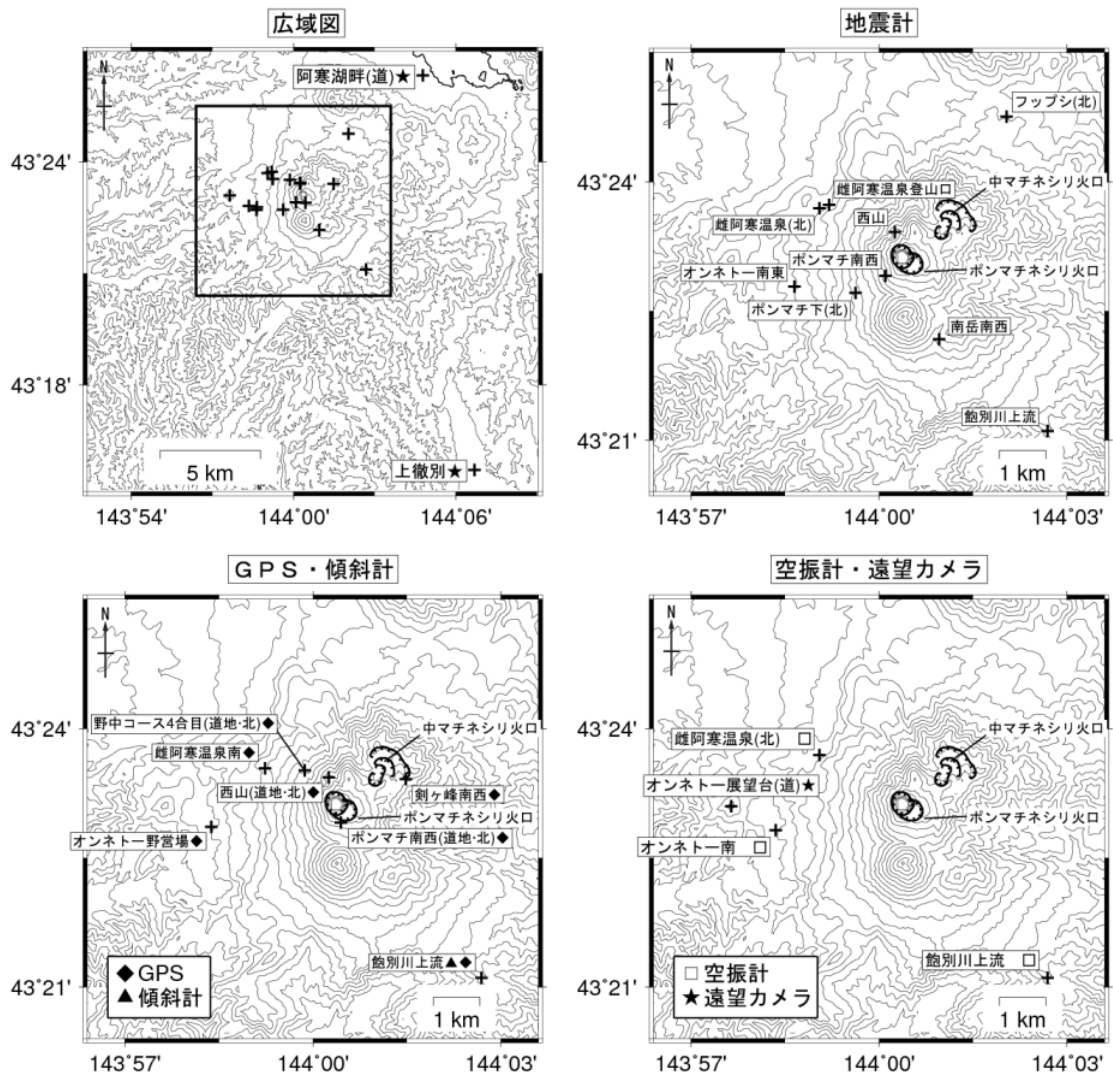 広域図
N
阿寒湖畔(道)★
43°24'
43°18'
5 km
上徹別★
143°54'
144°00'
144°06'
地震計
N
フップシ(北)
43°24'
中マチネシリ火口
雌阿寒温泉登山口
雌阿寒温泉(北)
西山
ポンマチ南西
オンネトー南東
ポンマチネシリ火口
ポンマチ下(北)
南岳南西
飽別川上流
43°21'
1 km
143°57'
144°00'
144°03'
GPS・傾斜計
N
43°24'
野中コース4合目(道地・北)◆
中マチネシリ火口
雌阿寒温泉南◆
西山(道地・北)◆
剣ヶ峰南西◆
ポンマチネシリ火口
オンネトー野営場◆
ポンマチ南西(道地・北)◆
飽別川上流▲◆
◆GPS
▲傾斜計
43°21'
1 km
143°57'
144°00'
144°03'
空振計・遠望カメラ
N
43°24'
中マチネシリ火口
雌阿寒温泉(北) □
オンネトー展望台(道)★
ポンマチネシリ火口
オンネトー南 □
飽別川上流 □
□空振計
★遠望カメラ
43°21'
1 km
143°57'
144°00'
144°03'